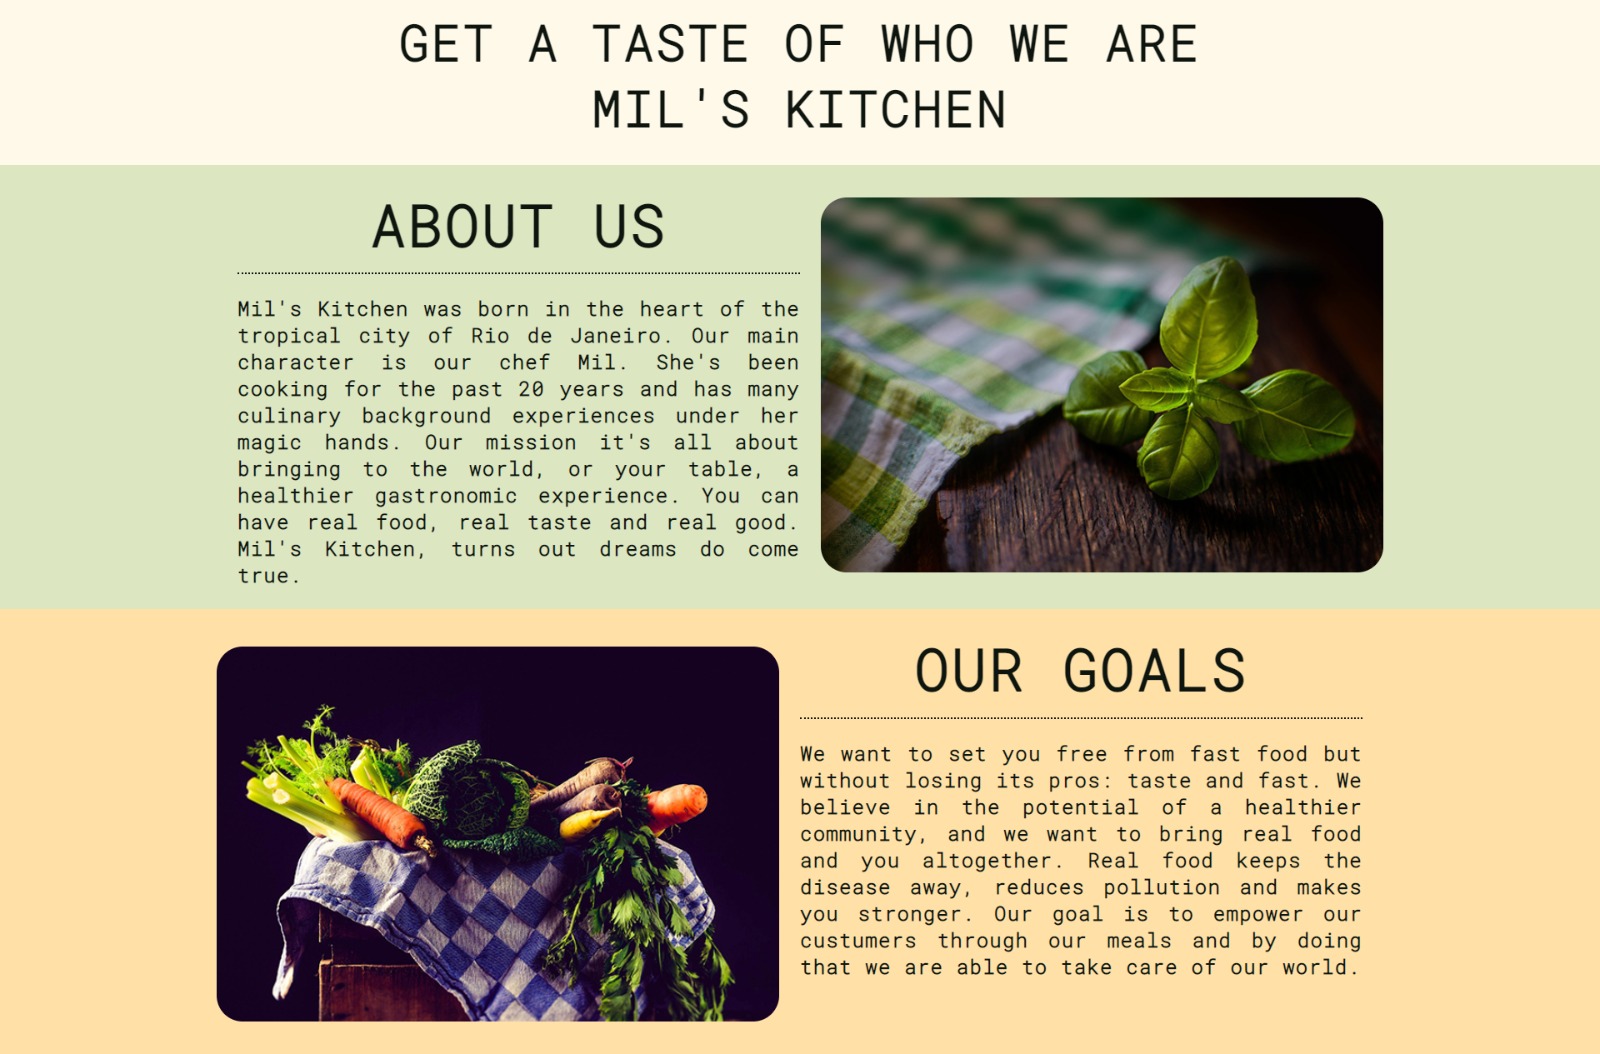 GET A TASTE OF WHO WE ARE
MIL'S KITCHEN
ABOUT US
Mil's Kitchen was born in the heart of the
tropical city of Rio de Janeiro. Our main
character is our chef Mil. She's been
cooking for the past 20 years and has many
culinary background experiences under her
magic hands. Our mission it's all about
bringing to the world, or your table, a
healthier gastronomic experience. You can
have real food, real taste and real good.
Mil's Kitchen, turns out dreams do come
true.
OUR GOALS
We want to set you free from fast food but
without losing its pros: taste and fast. We
believe in the potential of a healthier
community, and we want to bring real food
and you altogether. Real food keeps the
disease away, reduces pollution and makes
you stronger. Our goal is to empower our
custumers through our meals and by doing
that we are able to take care of our world.